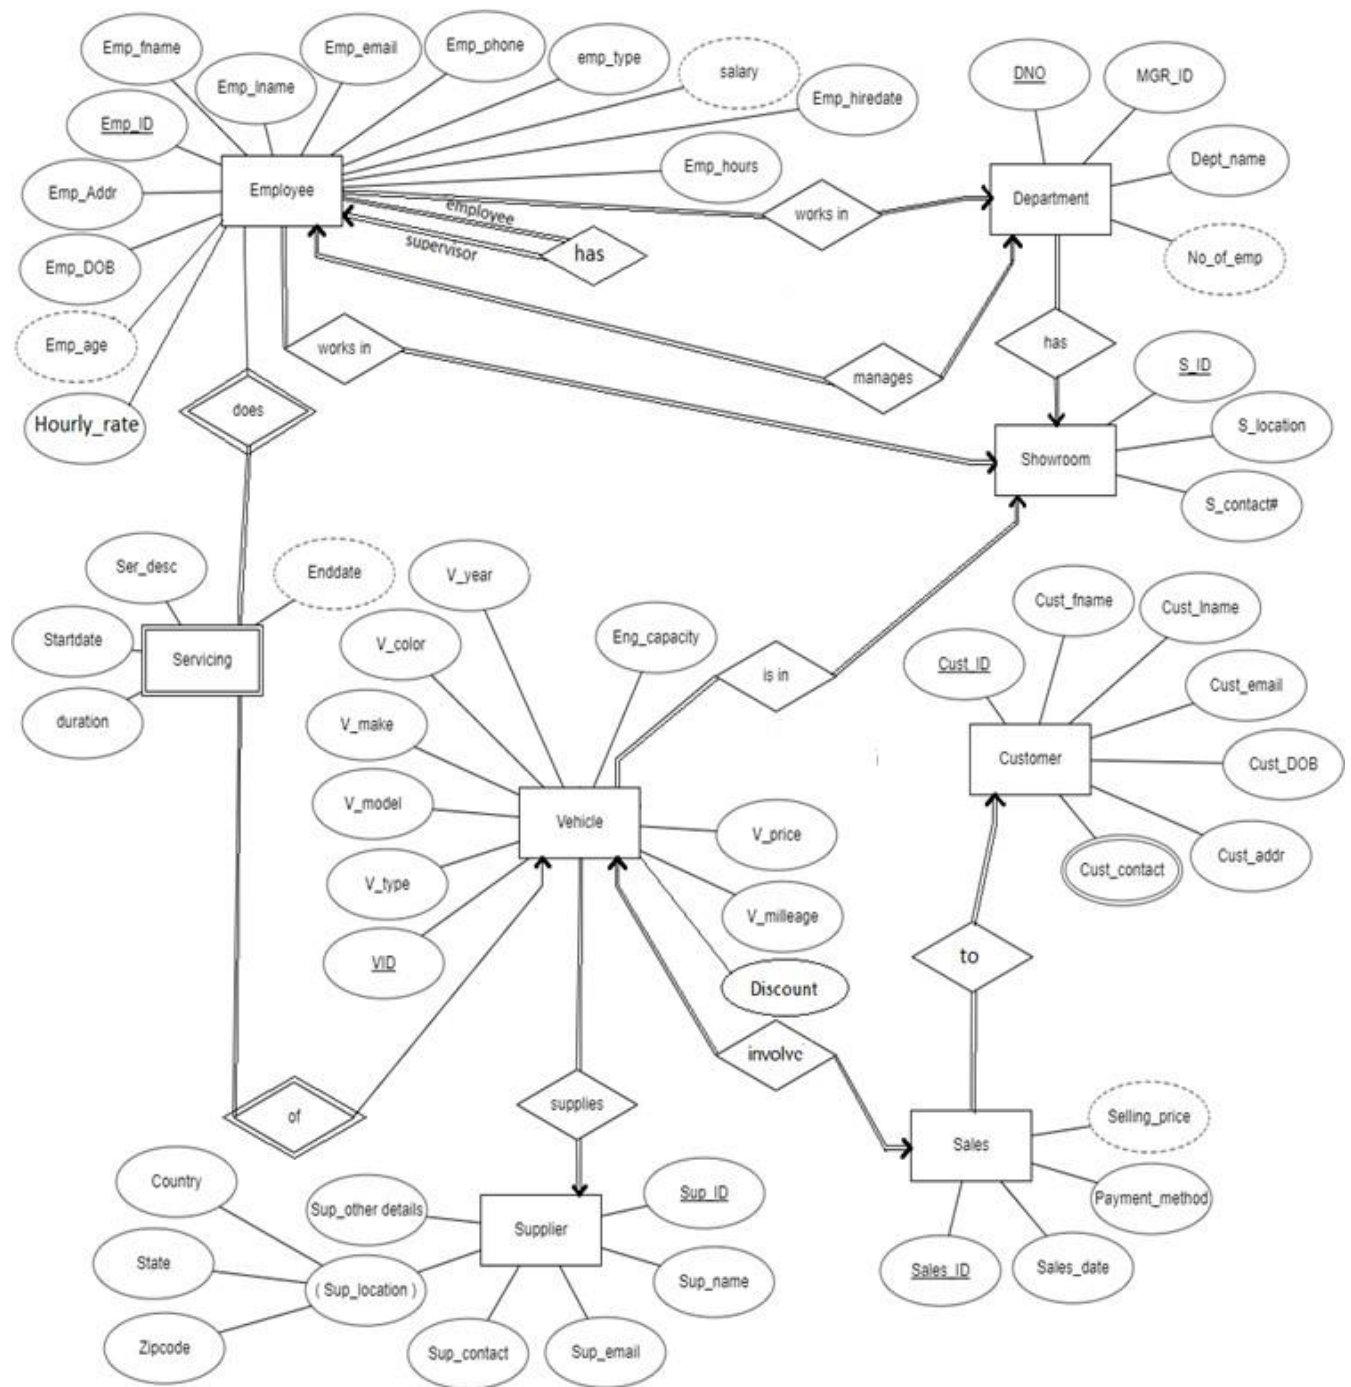 Emp_fname
Emp_lname
Emp_email
Emp_phone
emp_type
salary
Emp_hiredate
Emp_hours
Emp_ID
Emp_Addr
Emp_DOB
Emp_age
Hourly_rate
Employee
employee
supervisor
has
works in
DNO
MGR_ID
Dept_name
No_of_emp
Department
works in
manages
has
does
S_ID
S_location
S_contact#
Showroom
Ser_desc
Enddate
Startdate
duration
Servicing
V_year
V_color
V_make
V_model
V_type
VID
Eng_capacity
Vehicle
V_price
V_milleage
Discount
is in
Cust_fname
Cust_lname
Cust_ID
Cust_email
Cust_DOB
Cust_addr
Cust_contact
Customer
to
involve
of
supplies
Selling_price
Payment_method
Sales_date
Sales_ID
Sales
Country
State
Zipcode
( Sup_location )
Sup_other details
Supplier
Sup_ID
Sup_name
Sup_contact
Sup_email